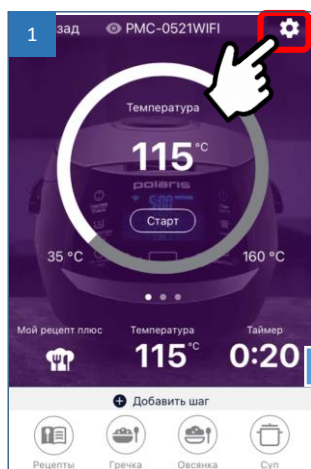 1
зад PMC-0521WIFI
Температура
115 °C
polaris
Старт
35 °C 160 °C
Мой рецепт плюс Температура Таймер
115 °C 0:20
Добавить шаг
Рецепты Гречка Овсянка Суп